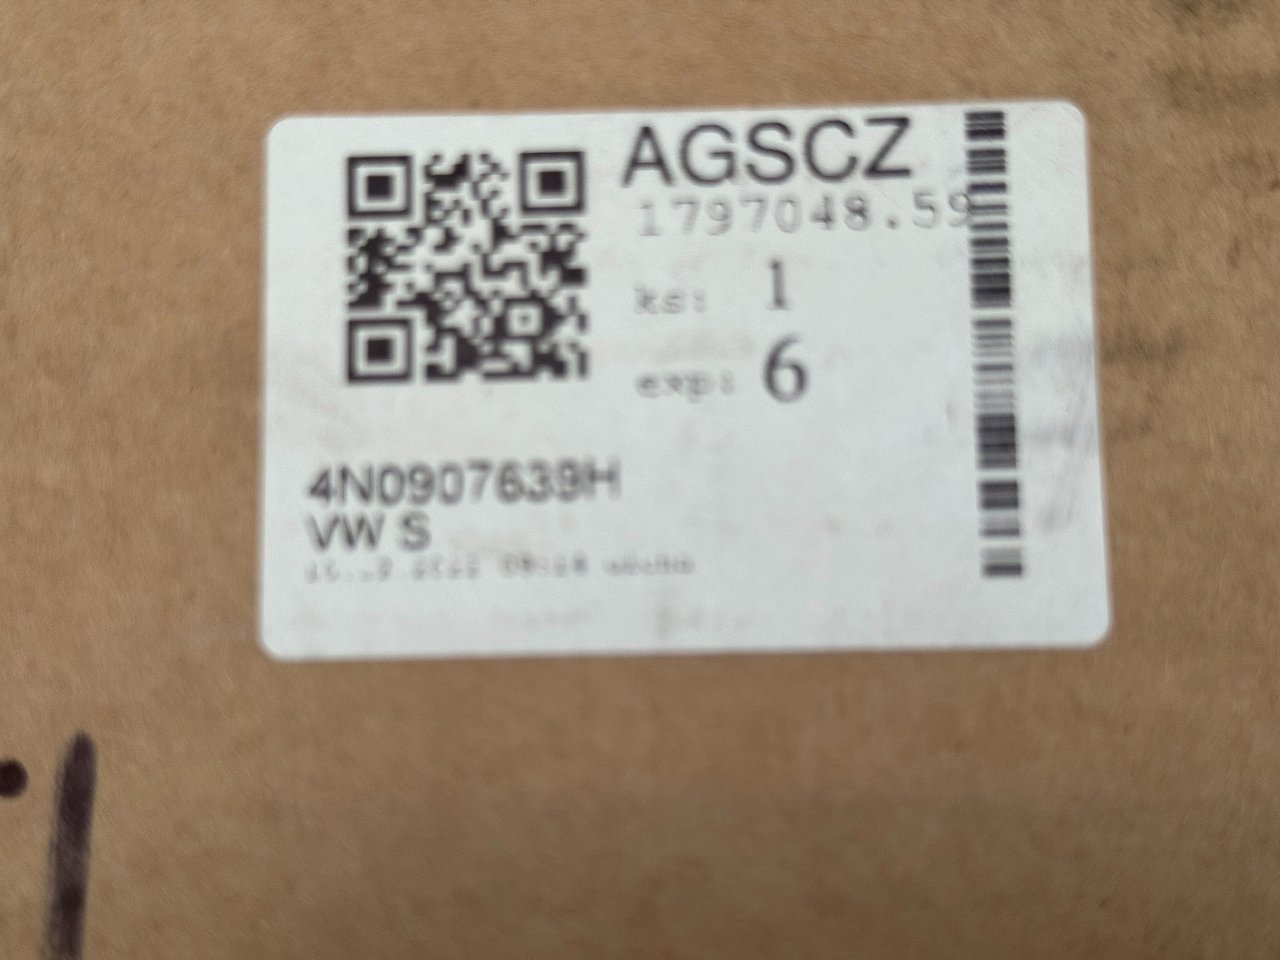 AGSCZ
1797048.59
ks: 1
exp: 6
4N0907639H
VW S